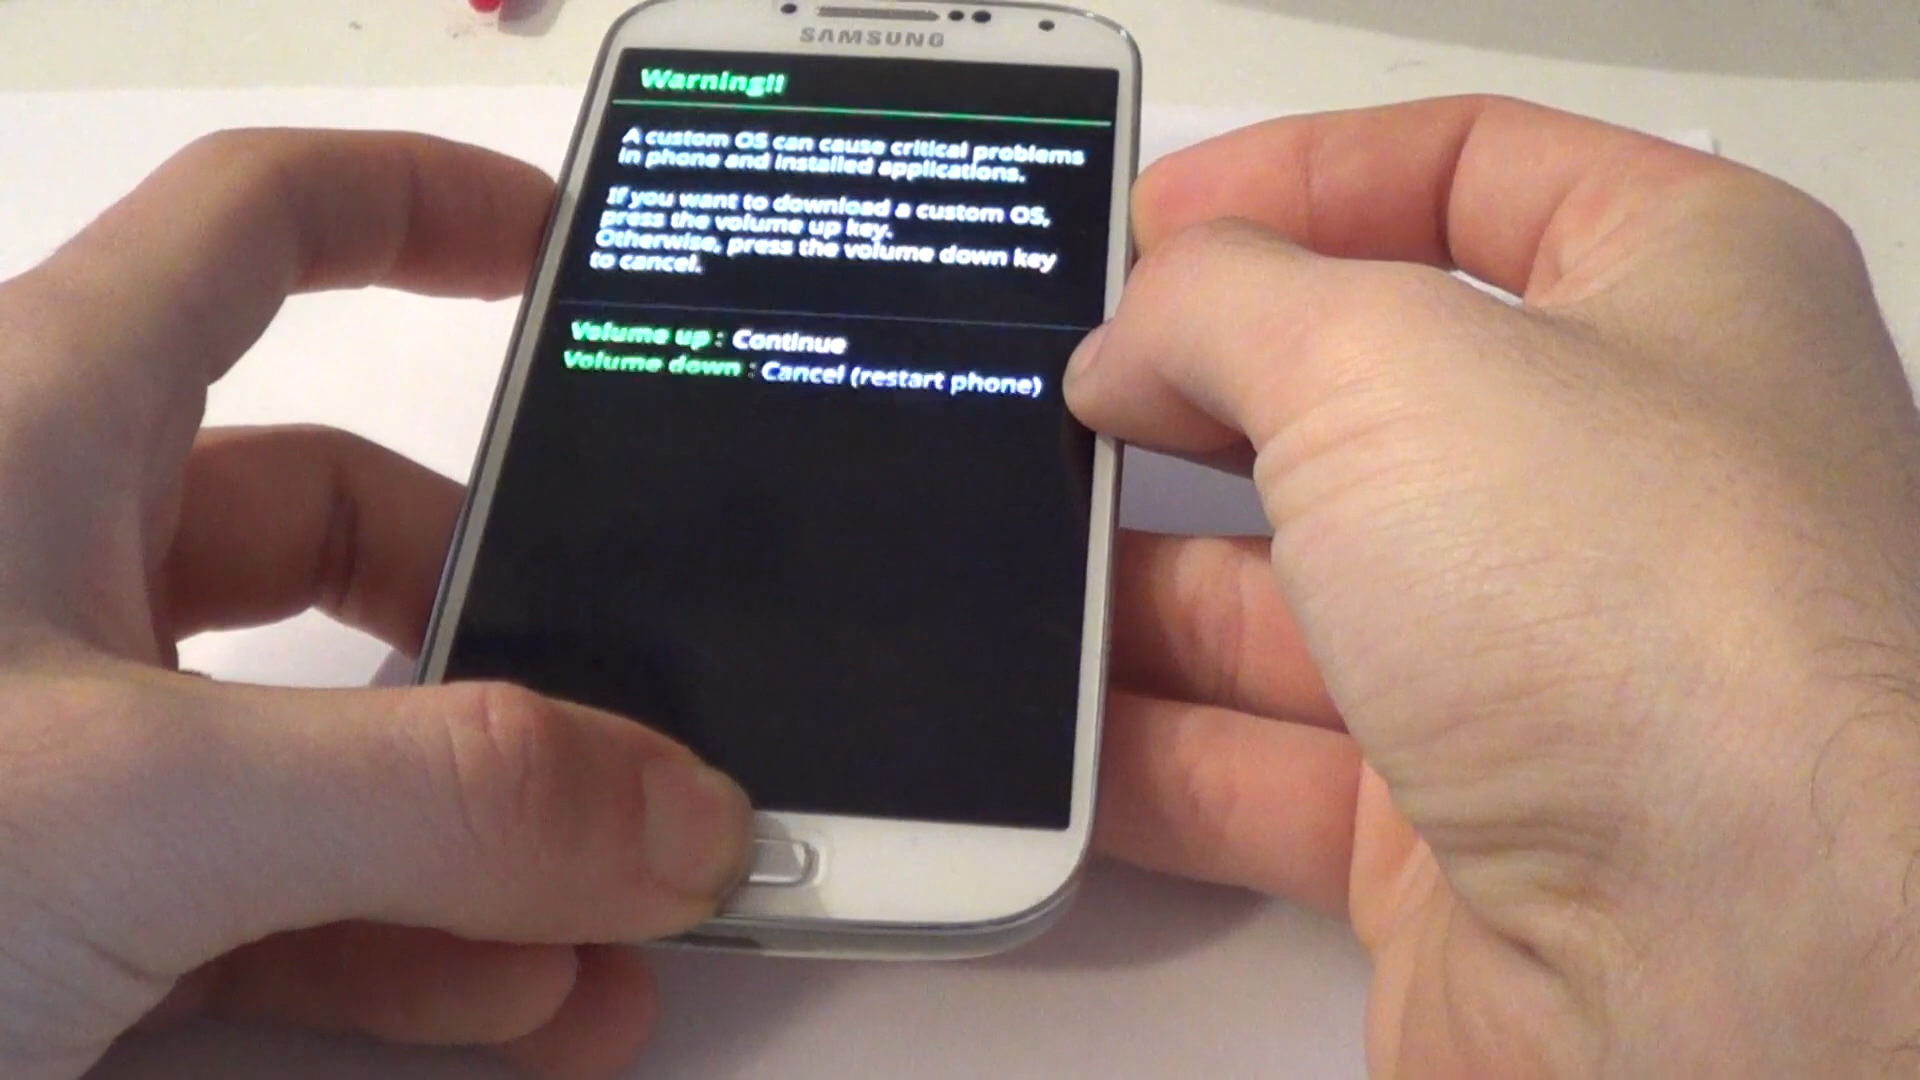 SAMSUNG
Warning!!
A custom OS can cause critical problems
in phone and installed applications.
If you want to download a custom OS,
press the volume up key.
Otherwise, press the volume down key
to cancel.
Volume up : Continue
Volume down : Cancel (restart phone)